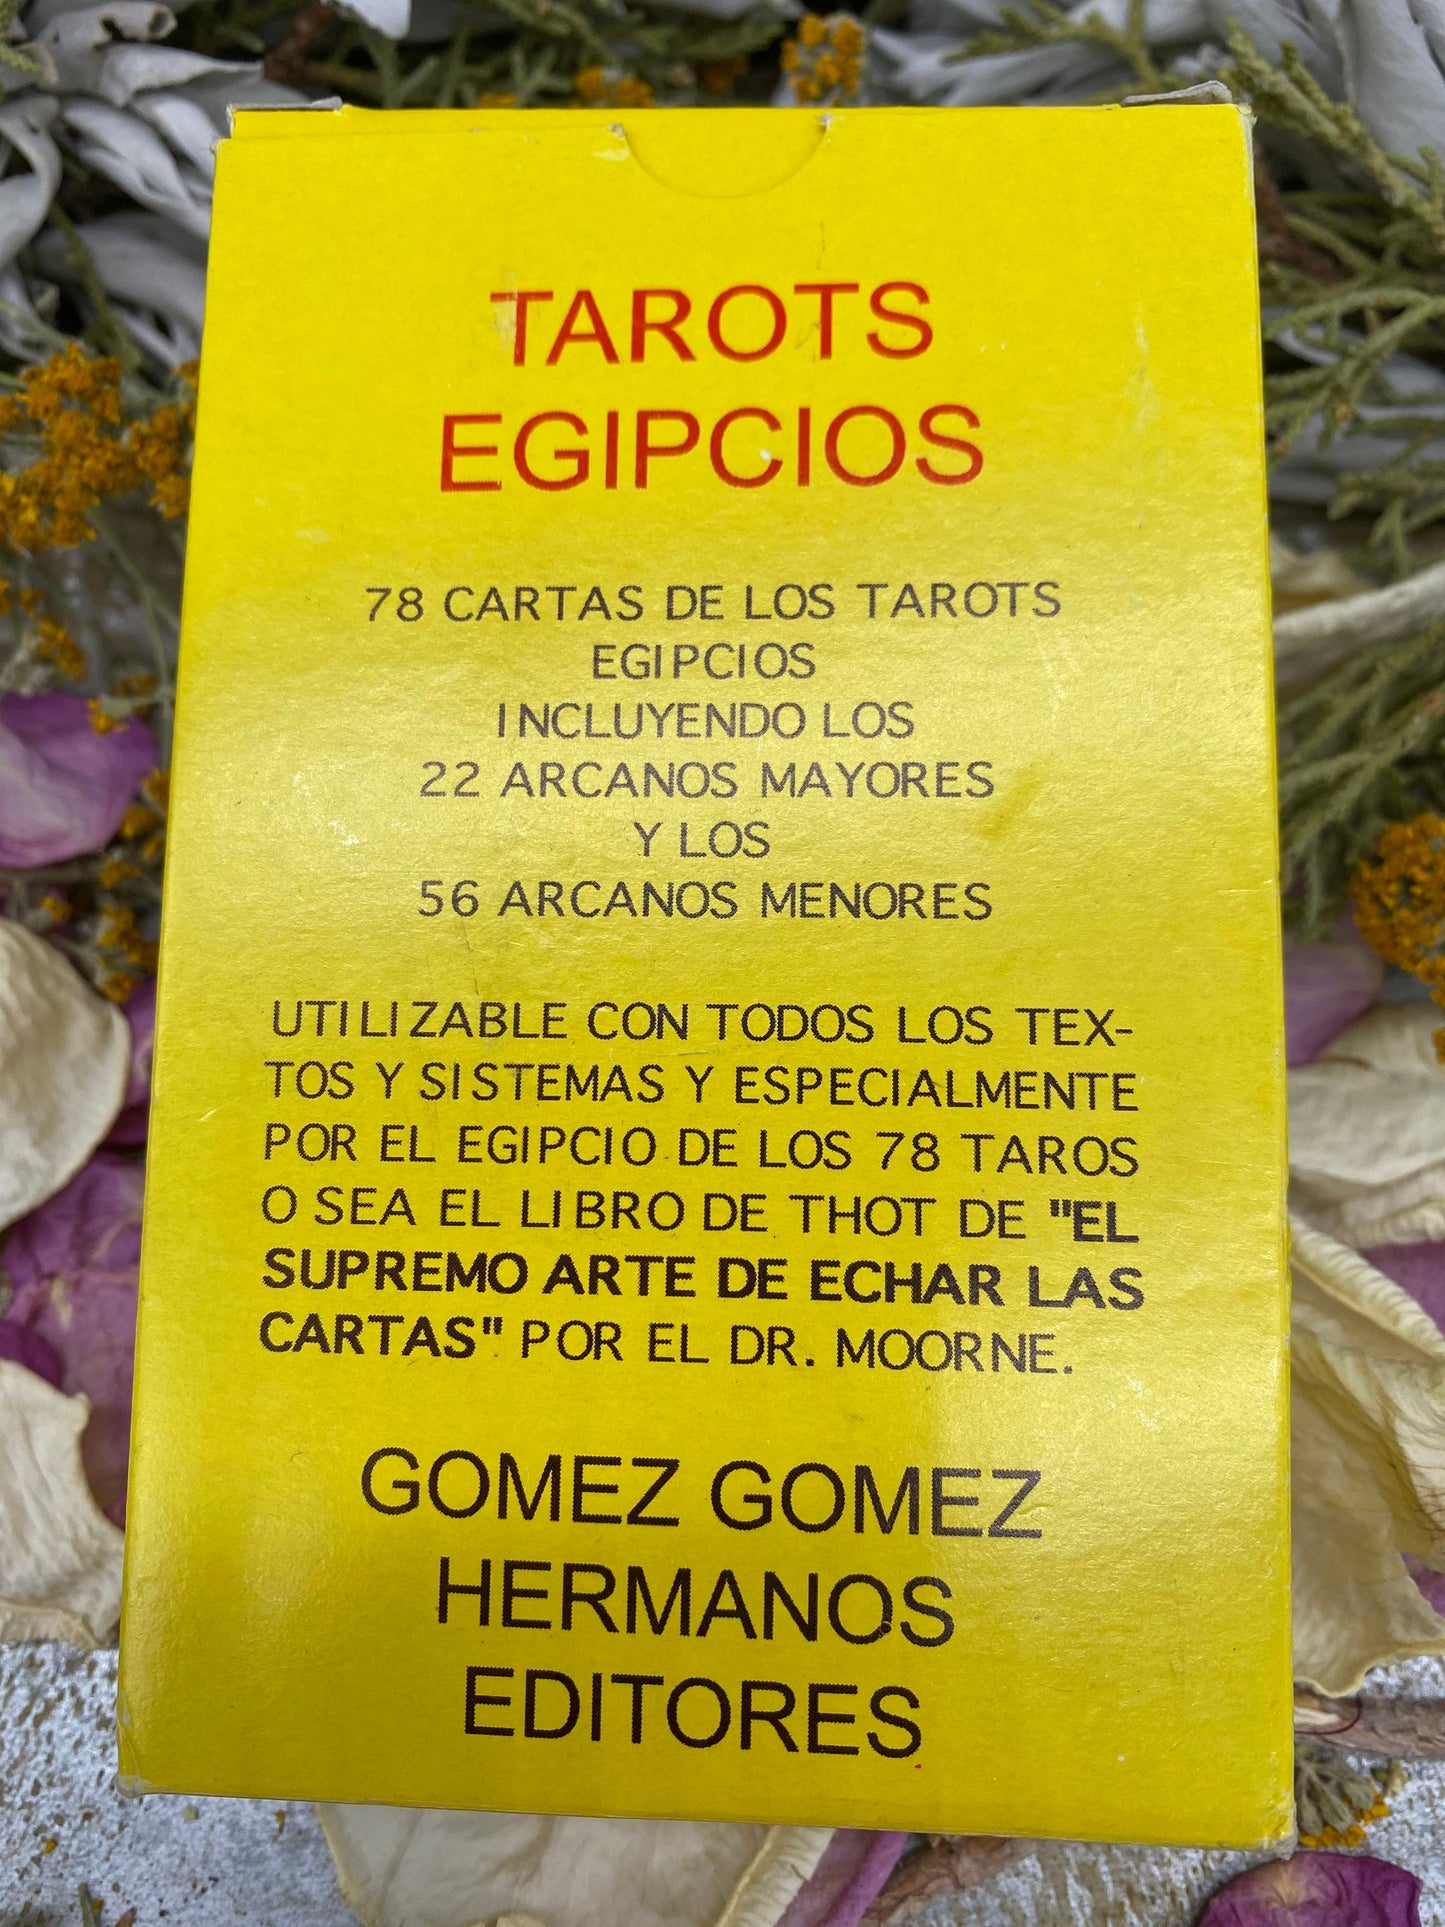 TAROTS
EGIPCIOS
78 CARTAS DE LOS TAROTS
EGIPCIOS
INCLUYENDO LOS
22 ARCANOS MAYORES
Y LOS
56 ARCANOS MENORES
UTILIZABLE CON TODOS LOS TEX-
TOS Y SISTEMAS Y ESPECIALMENTE
POR EL EGIPCIO DE LOS 78 TAROS
O SEA EL LIBRO DE THOT DE "EL
SUPREMO ARTE DE ECHAR LAS
CARTAS" POR EL DR. MOORNE.
GOMEZ GOMEZ
HERMANOS
EDITORES